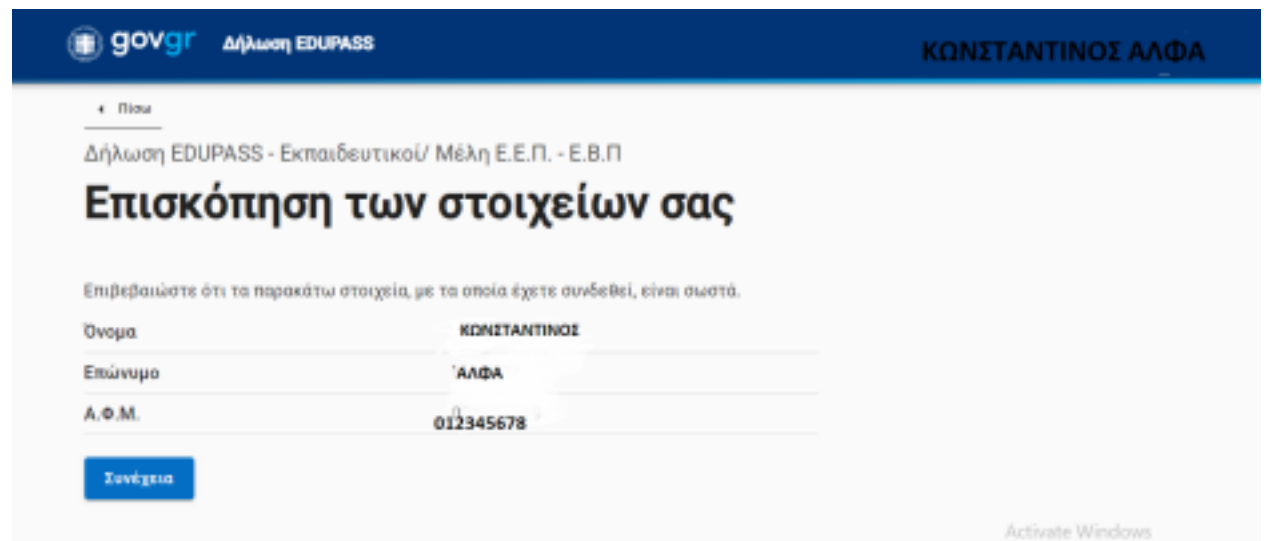 govgr Δήλωση EDUPASS ΚΩΝΣΤΑΝΤΙΝΟΣ ΑΛΦΑ
Πίσω
Δήλωση EDUPASS - Εκπαιδευτικοί/ Μέλη Ε.Ε.Π. - Ε.Β.Π
Επισκόπηση των στοιχείων σας
Επιβεβαιώστε ότι τα παρακάτω στοιχεία, με τα οποία έχετε συνδεθεί, είναι σωστά.
Όνομα ΚΩΝΣΤΑΝΤΙΝΟΣ
Επώνυμο ΑΛΦΑ
Α.Φ.Μ. 012345678
Συνέχεια
Activate Windows